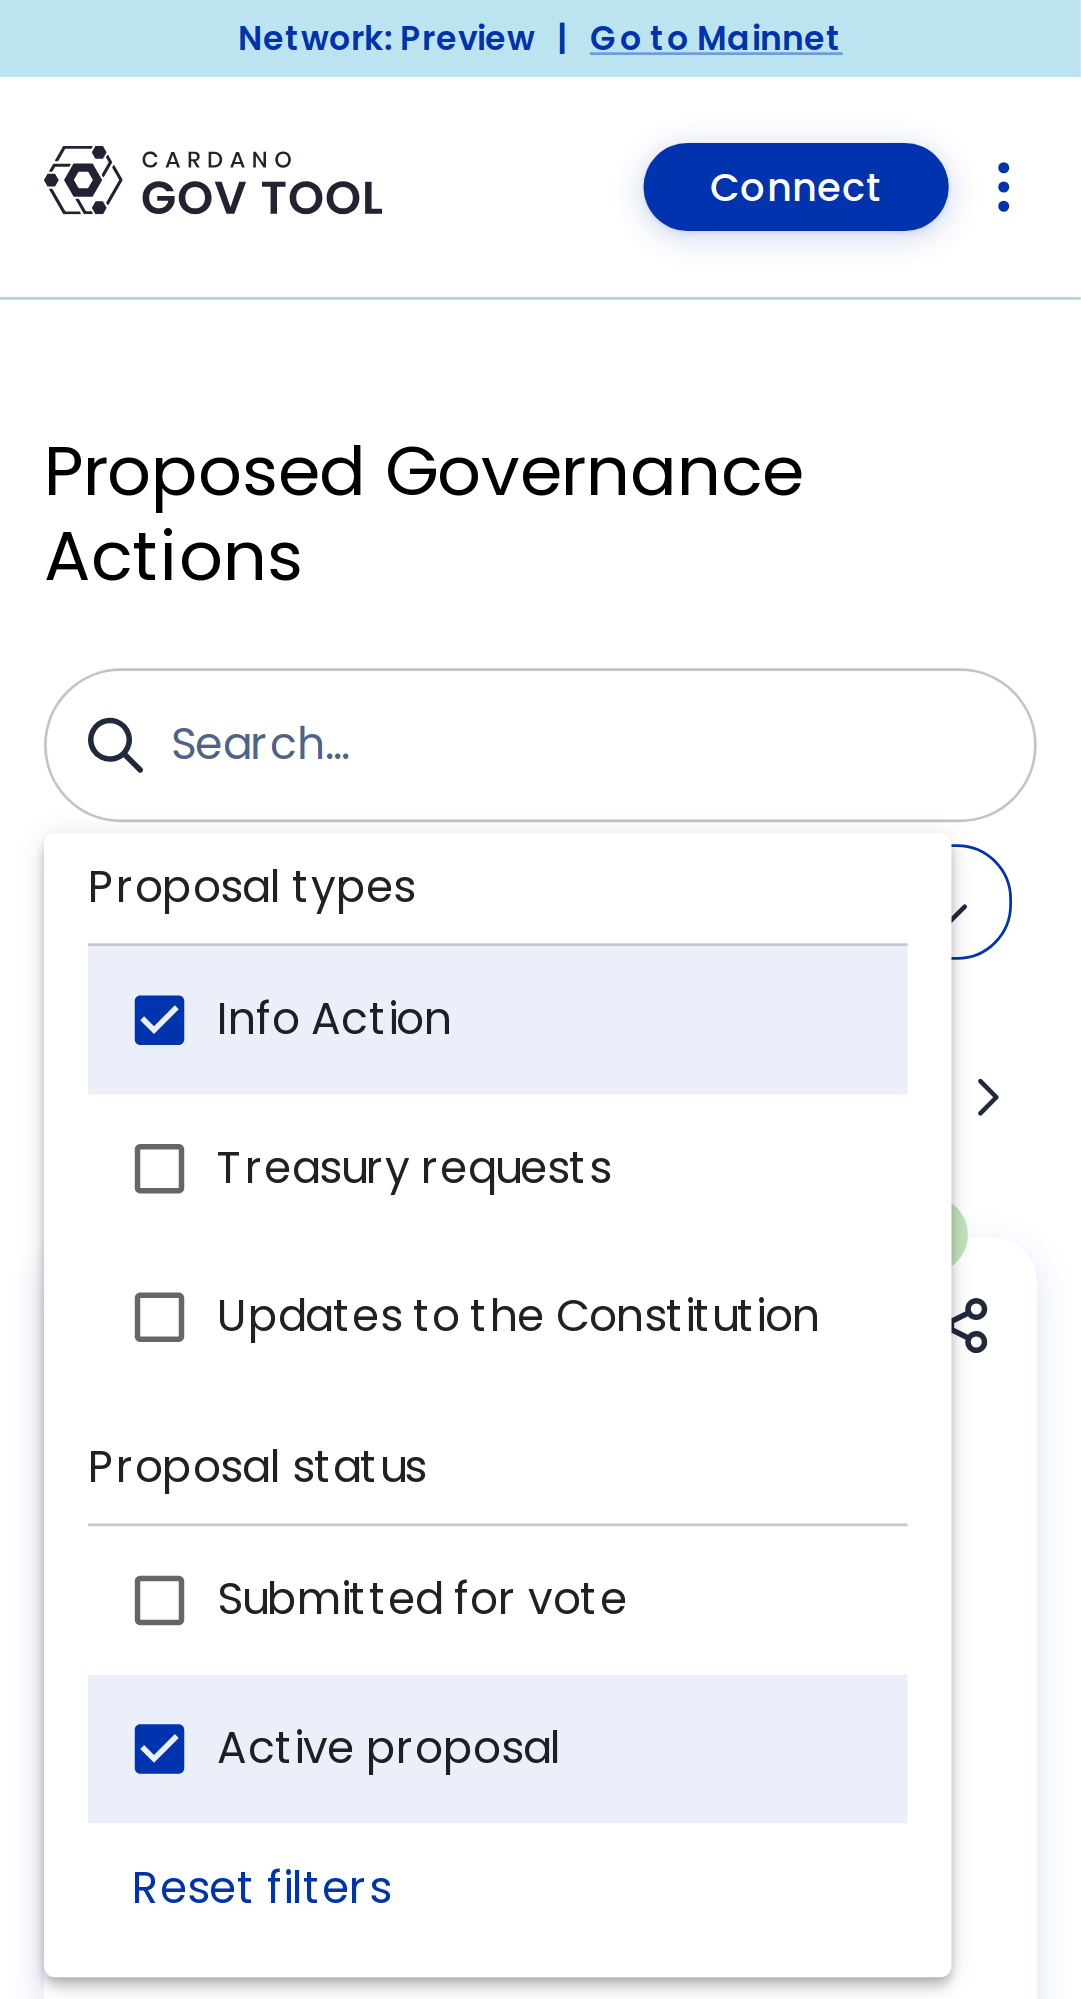 Network: Preview | Go to Mainnet
CARDANO
GOV TOOL
Connect
Proposed Governance
Actions
Search...
Proposal types
Info Action
Treasury requests
Updates to the Constitution
Proposal status
Submitted for vote
Active proposal
Reset filters